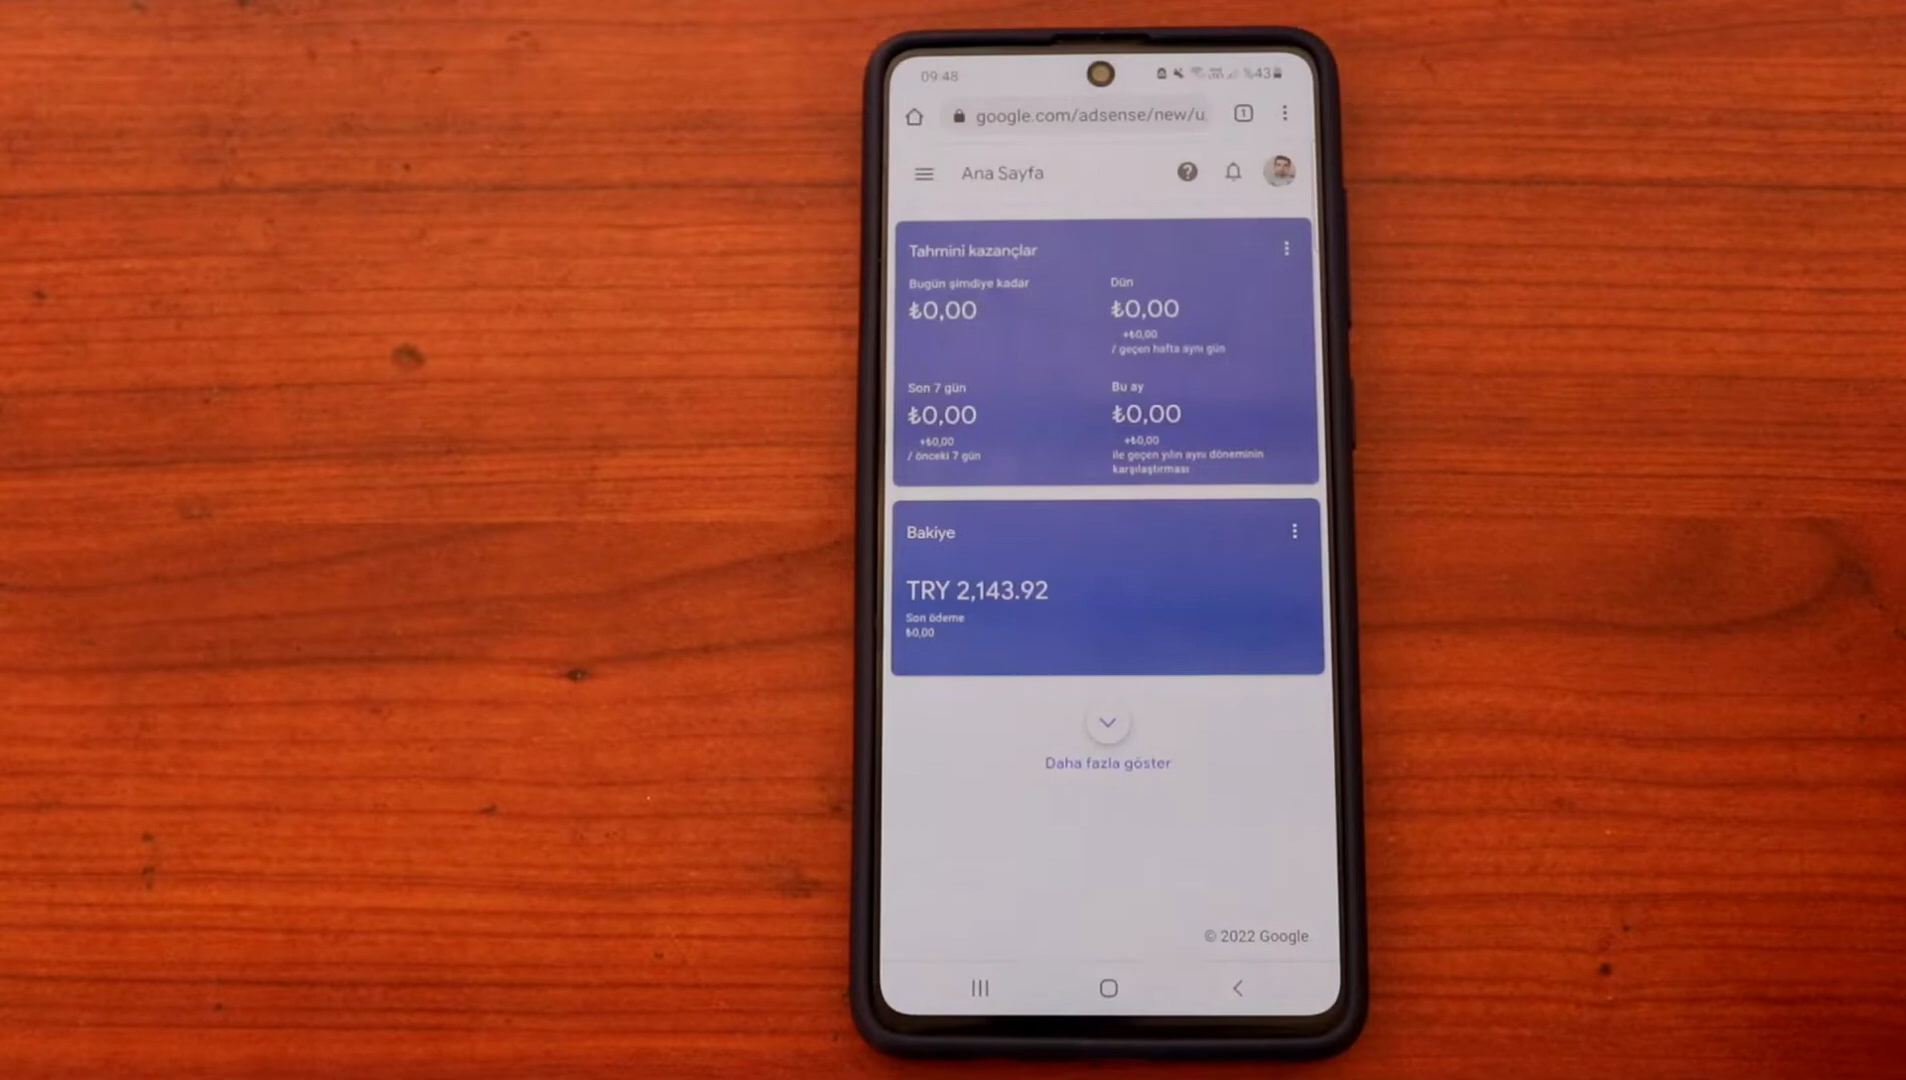 09:48
%43
google.com/adsense/new/u
1
Ana Sayfa
Tahmini kazançlar
Bugün şimdiye kadar
₺0,00
Dün
₺0,00
+₺0,00
/ geçen hafta aynı gün
Son 7 gün
₺0,00
+₺0,00
/ önceki 7 gün
Bu ay
₺0,00
+₺0,00
ile geçen yılın aynı döneminin
karşılaştırması
Bakiye
TRY 2,143.92
Son ödeme
₺0,00
Daha fazla göster
© 2022 Google